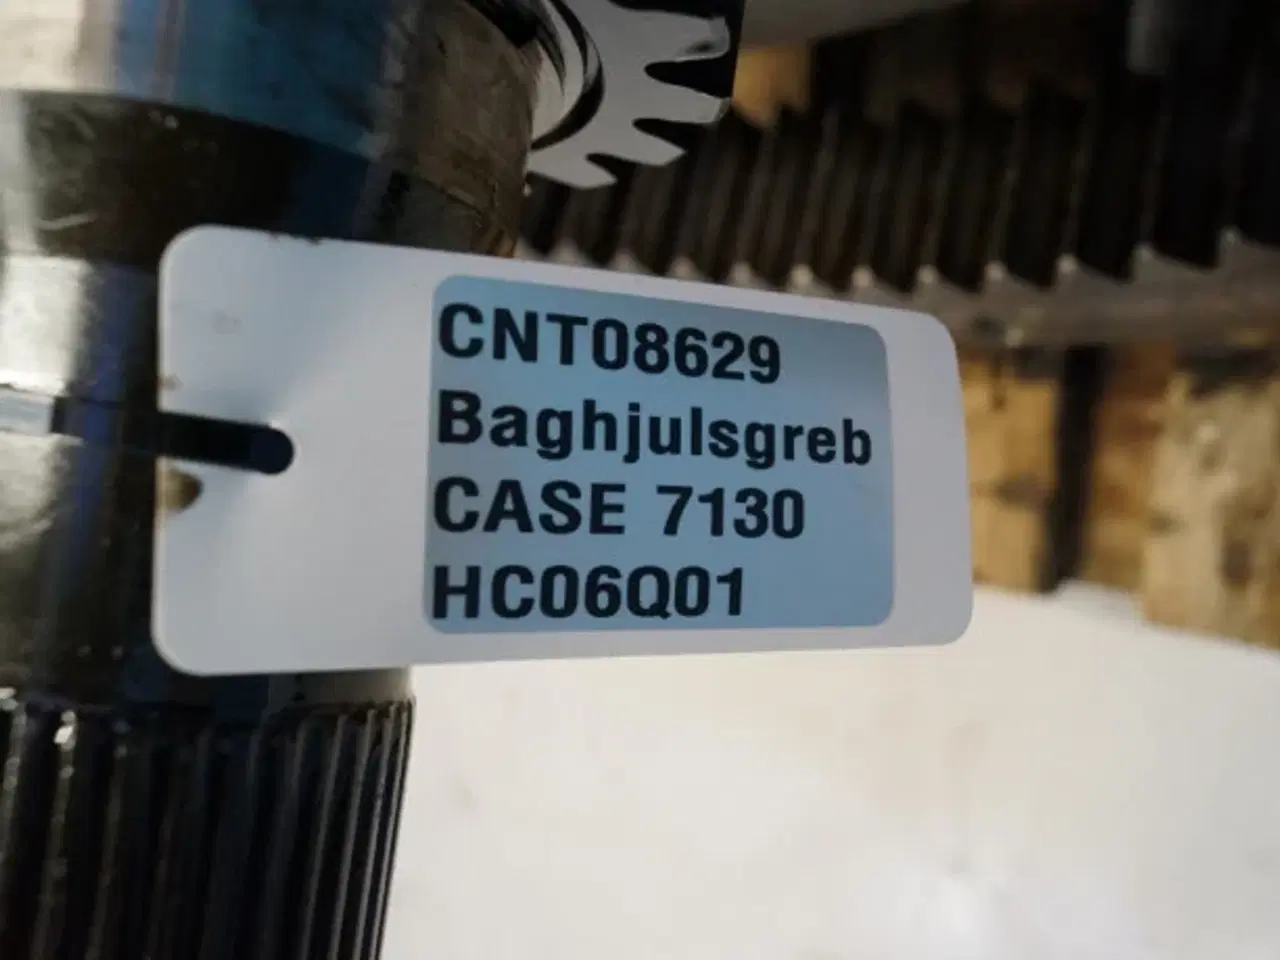 CNT08629
Baghjulsgreb
CASE 7130
HC06Q01